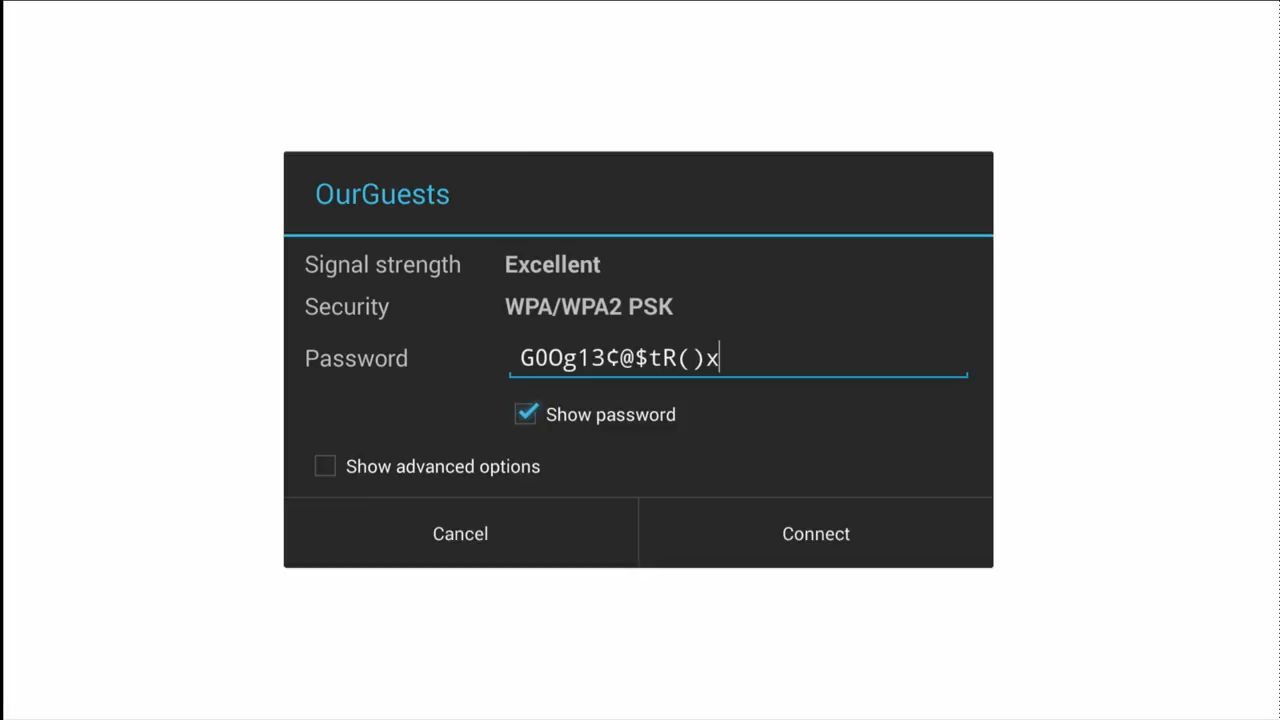 OurGuests
Signal strength Excellent
Security WPA/WPA2 PSK
Password G0Og13¢@$tR()x
Show password
Show advanced options
Cancel Connect